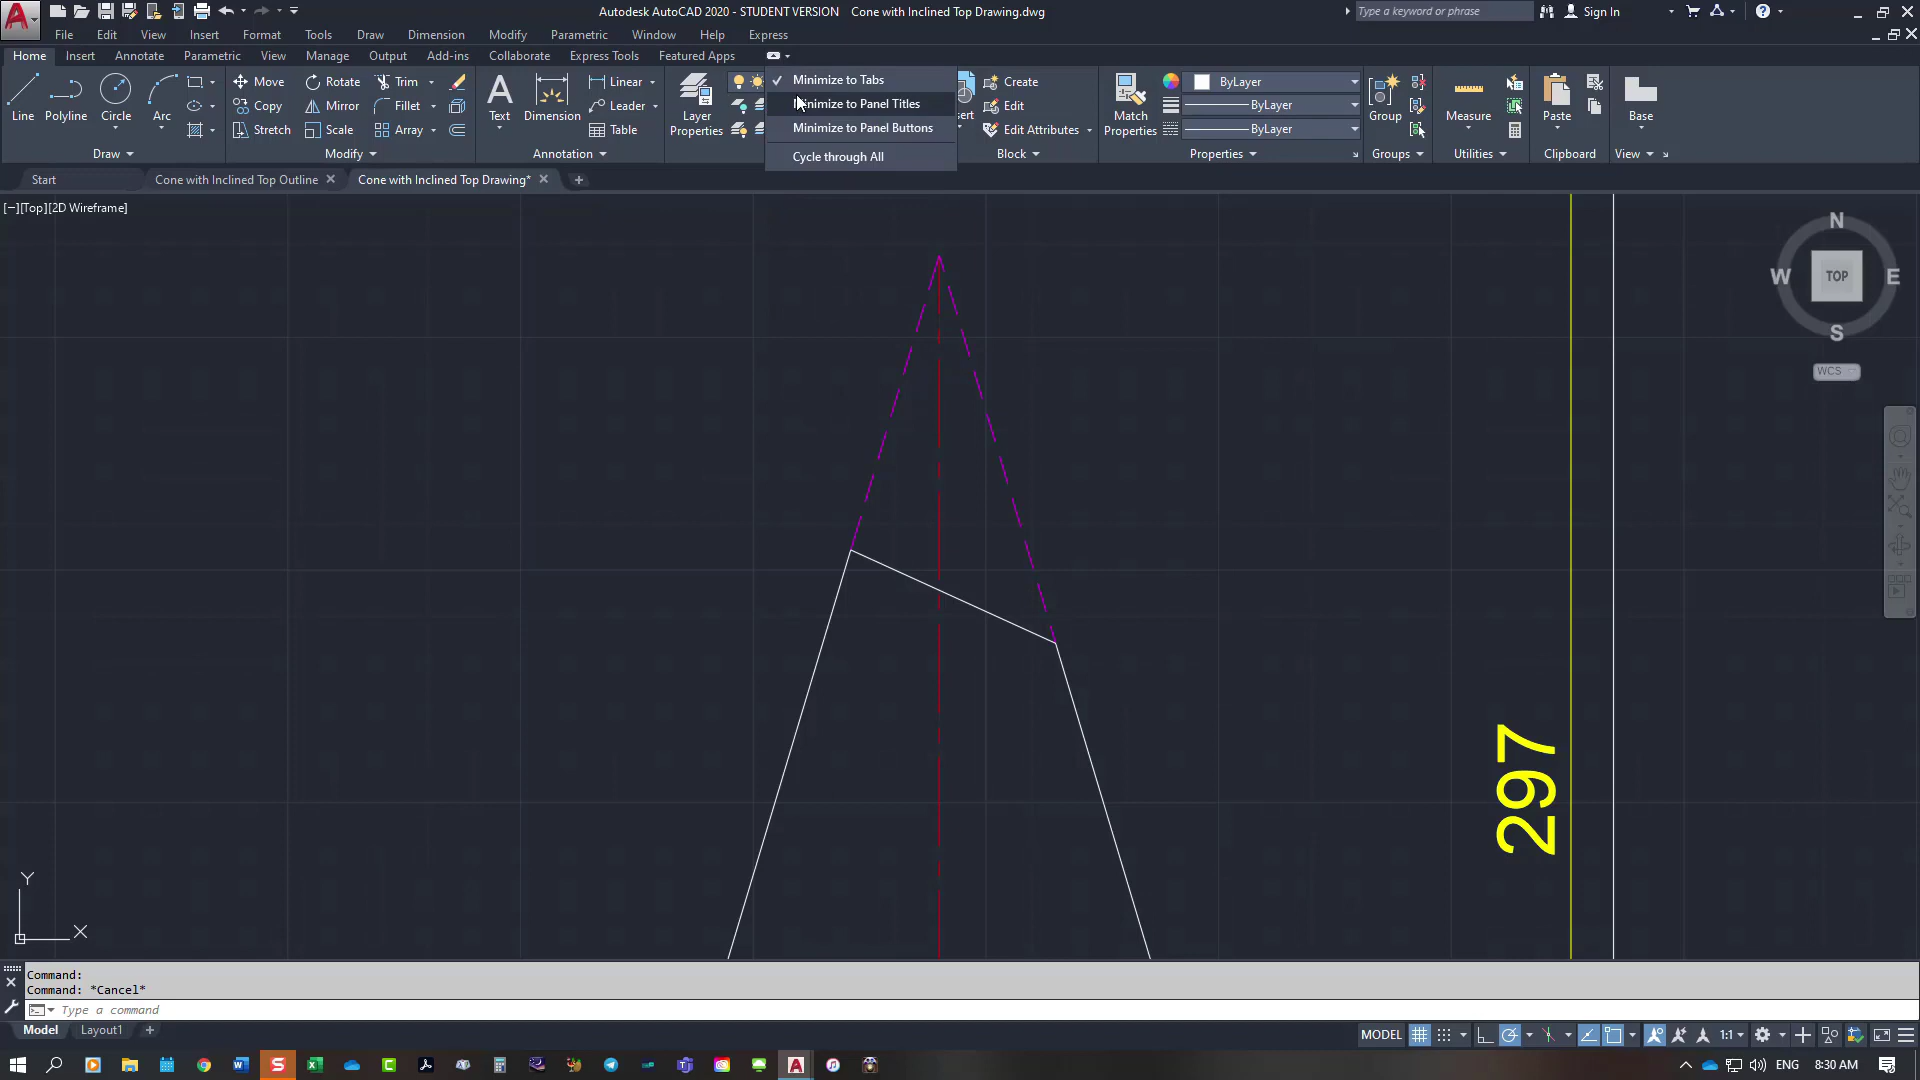 Autodesk AutoCAD 2020 - STUDENT VERSION Cone with Inclined Top Drawing.dwg
Type a keyword or phrase
Sign In
File Edit View Insert Format Tools Draw Dimension Modify Parametric Window Help Express
Home Insert Annotate Parametric View Manage Output Add-ins Collaborate Express Tools Featured Apps
Minimize to Tabs
Minimize to Panel Titles
Minimize to Panel Buttons
Cycle through All
Line Polyline Circle Arc
Draw
Move Rotate Trim
Copy Mirror Fillet
Stretch Scale Array
Modify
Text Dimension
Linear
Leader
Table
Annotation
Layer Properties
Create
Edit
Edit Attributes
Block
Match Properties
ByLayer
ByLayer
ByLayer
Properties
Group
Groups
Measure
Utilities
Paste
Clipboard
Base
View
Start Cone with Inclined Top Outline Cone with Inclined Top Drawing*
[−][Top][2D Wireframe]
N
W TOP E
S
WCS
297
Y
X
Command:
Command: *Cancel*
Type a command
Model Layout1
MODEL 1:1
ENG 8:30 AM